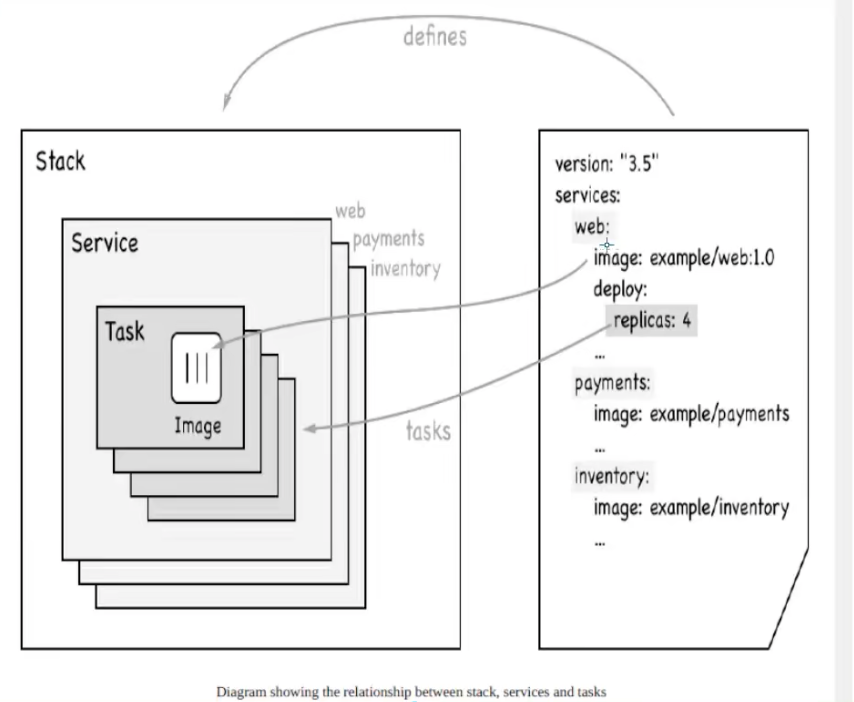 defines
Stack
web
payments
inventory
Service
Task
Image
tasks
version: "3.5"
services:
web:
image: example/web:1.0
deploy:
replicas: 4
...
payments:
image: example/payments
...
inventory:
image: example/inventory
...
Diagram showing the relationship between stack, services and tasks